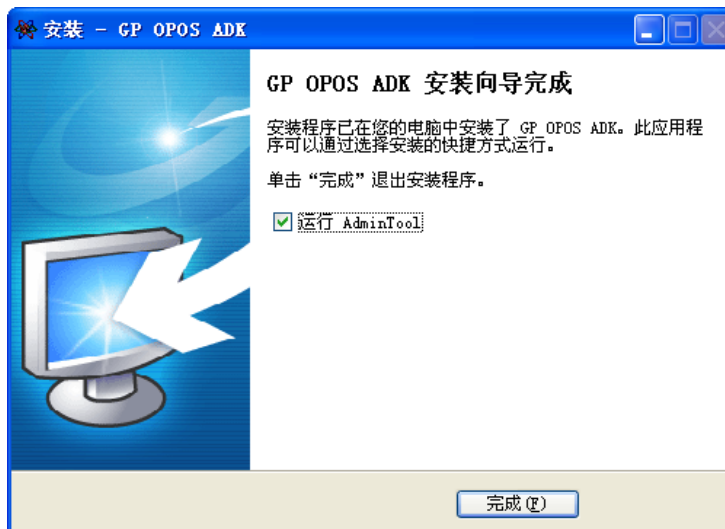 安装 - GP OPOS ADK
GP OPOS ADK 安装向导完成
安装程序已在您的电脑中安装了 GP OPOS ADK。此应用程
序可以通过选择安装的快捷方式运行。
单击“完成”退出安装程序。
运行 AdminTool
完成(F)